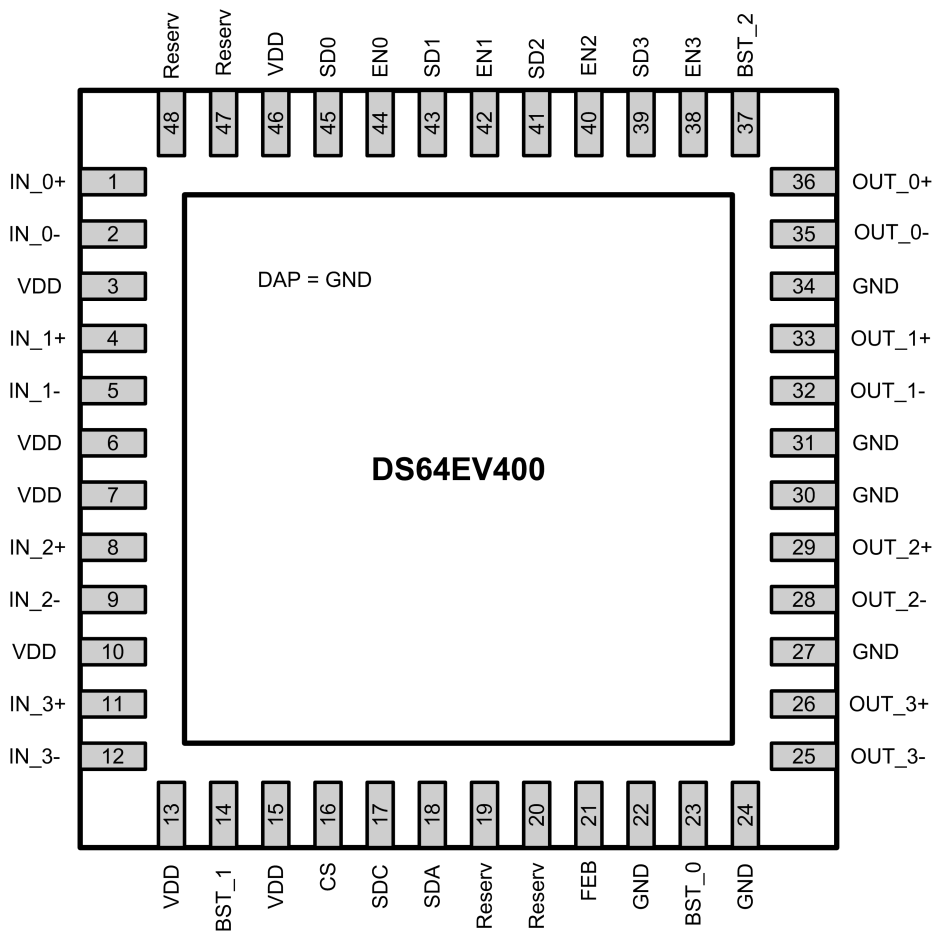 Reserv
Reserv
VDD
SD0
EN0
SD1
EN1
SD2
EN2
SD3
EN3
BST_2
48
47
46
45
44
43
42
41
40
39
38
37
IN_0+ 1 36 OUT_0+
IN_0- 2 35 OUT_0-
VDD 3 34 GND
DAP = GND
IN_1+ 4 33 OUT_1+
IN_1- 5 32 OUT_1-
VDD 6 31 GND
DS64EV400
VDD 7 30 GND
IN_2+ 8 29 OUT_2+
IN_2- 9 28 OUT_2-
VDD 10 27 GND
IN_3+ 11 26 OUT_3+
IN_3- 12 25 OUT_3-
13
14
15
16
17
18
19
20
21
22
23
24
VDD
BST_1
VDD
CS
SDC
SDA
Reserv
Reserv
FEB
GND
BST_0
GND